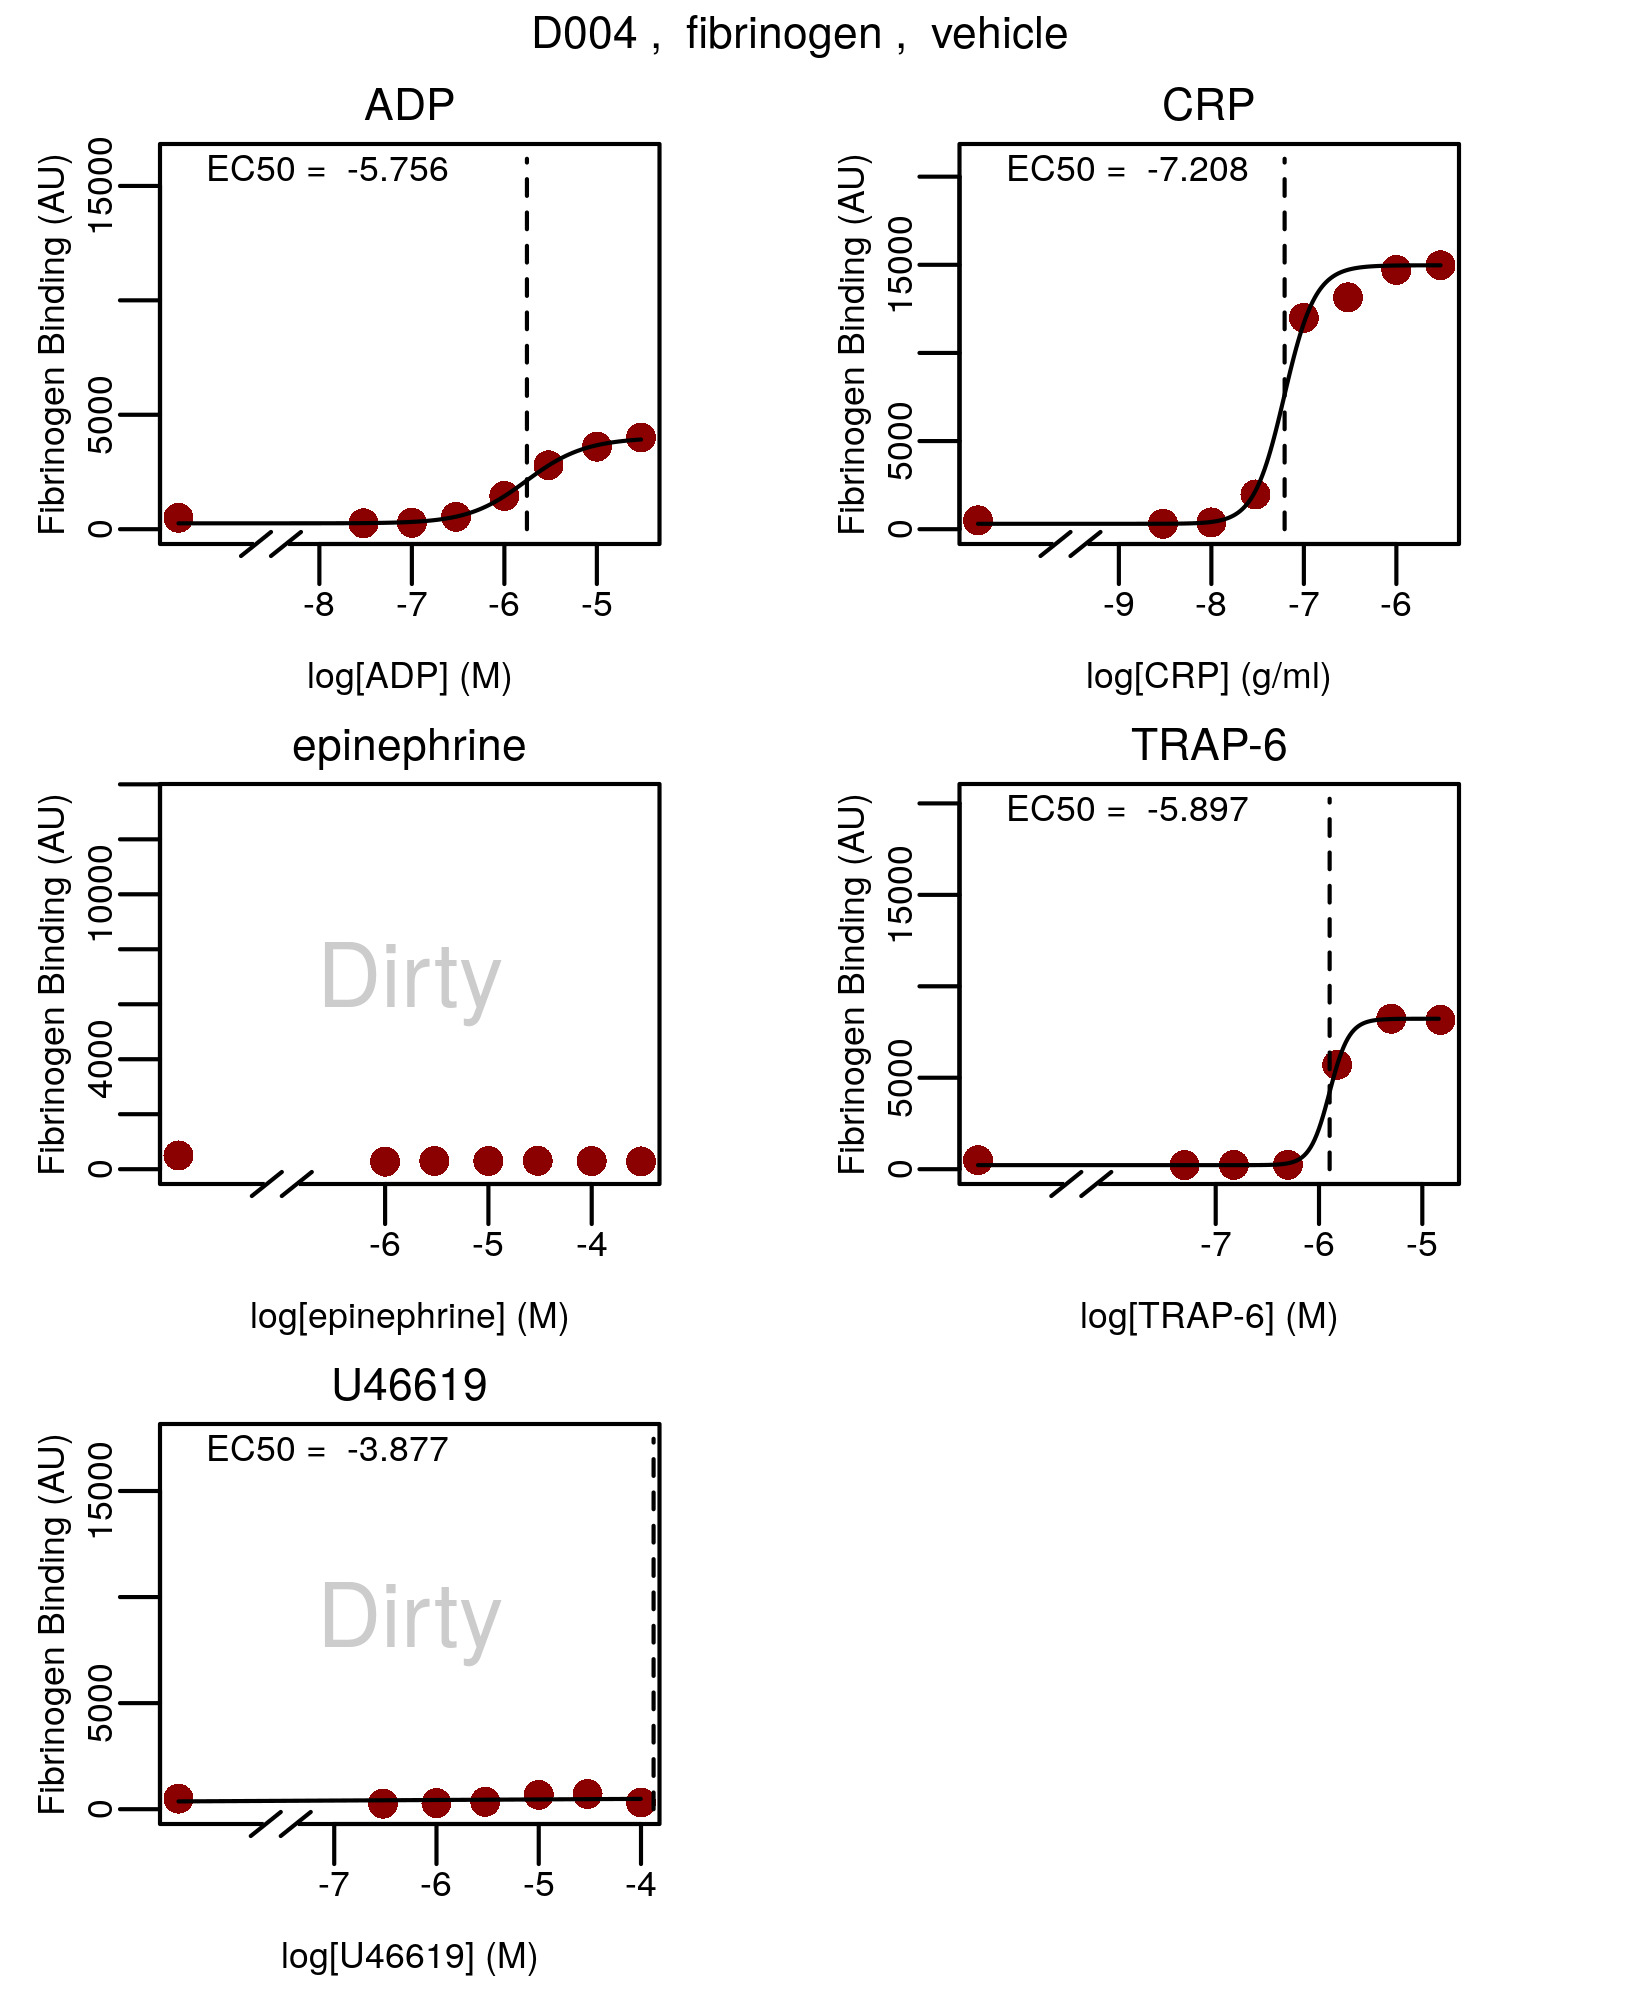 D004 ,  fibrinogen ,  vehicle
ADP
EC50 =  -5.756
Fibrinogen Binding (AU)
15000
5000
0
-8 -7 -6 -5
log[ADP] (M)
CRP
EC50 =  -7.208
Fibrinogen Binding (AU)
15000
5000
0
-9 -8 -7 -6
log[CRP] (g/ml)
epinephrine
Dirty
Fibrinogen Binding (AU)
10000
4000
0
-6 -5 -4
log[epinephrine] (M)
TRAP-6
EC50 =  -5.897
Fibrinogen Binding (AU)
15000
5000
0
-7 -6 -5
log[TRAP-6] (M)
U46619
EC50 =  -3.877
Dirty
Fibrinogen Binding (AU)
15000
5000
0
-7 -6 -5 -4
log[U46619] (M)